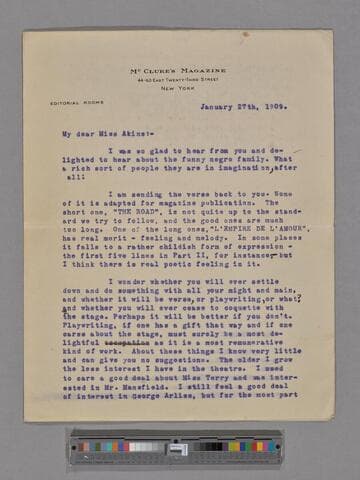 McClure's Magazine
44-60 East Twenty-Third Street
New York
Editorial Rooms
January 27th, 1909.
My dear Miss Akins:-
I was so glad to hear from you and de-
lighted to hear about the funny negro family. What
a rich sort of people they are in imagination, after
all!
I am sending the verse back to you. None
of it is adapted for magazine publication. The
short one, "THE ROAD", is not quite up to the stand-
ard we try to follow, and the good ones are much
too long. One of the long ones, "L'EMPIRE DE L'AMOUR",
has real merit - feeling and melody. In some places
it falls to a rather childish form of expression -
the first five lines in Part II, for instance, but
I think there is real poetic feeling in it.
I wonder whether you will ever settle
down and do something with all your might and main,
and whether it will be verse, or playwriting, or what?
and whether you will ever cease to coquette with
the stage. Perhaps it will be better if you don't.
Playwriting, if one has a gift that way and if one
cares about the stage, must surely be a most de-
lightful occupation as it is a most remunerative
kind of work. About these things I know very little
and can give you no suggestions. The older I grow
the less interest I have in the theatre. I used
to care a good deal about Miss Terry and was inter-
ested in Mr. Mansfield. I still feel a good deal
of interest in George Arliss, but for the most part